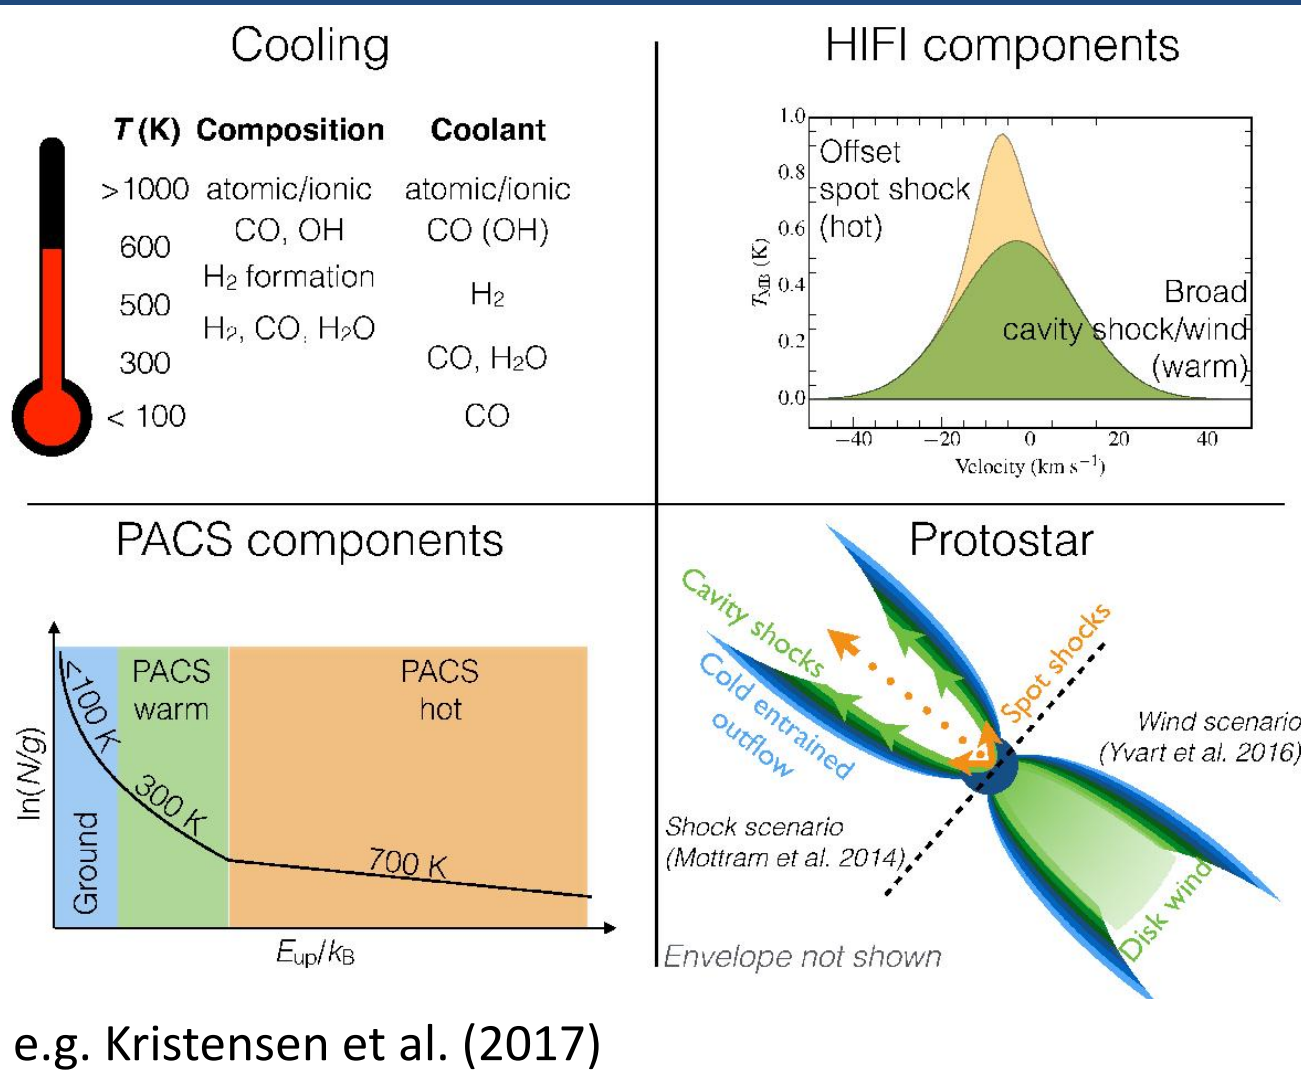 Cooling
T (K) Composition Coolant
>1000 atomic/ionic atomic/ionic
CO, OH CO (OH)
600
H₂ formation
H₂
500
H₂, CO, H₂O
300
CO, H₂O
< 100
CO
HIFI components
1.0
0.8
0.6
0.4
0.2
0.0
T_MB (K)
Offset
spot shock
(hot)
Broad
cavity shock/wind
(warm)
−40 −20 0 20 40
Velocity (km s⁻¹)
PACS components
ln(N/g)
<100 K
Ground
PACS
warm
300 K
PACS
hot
700 K
E_up/k_B
Protostar
Cavity shocks
Cold entrained
outflow
Spot shocks
Wind scenario
(Yvart et al. 2016)
Shock scenario
(Mottram et al. 2014)
Disk wind
Envelope not shown
e.g. Kristensen et al. (2017)